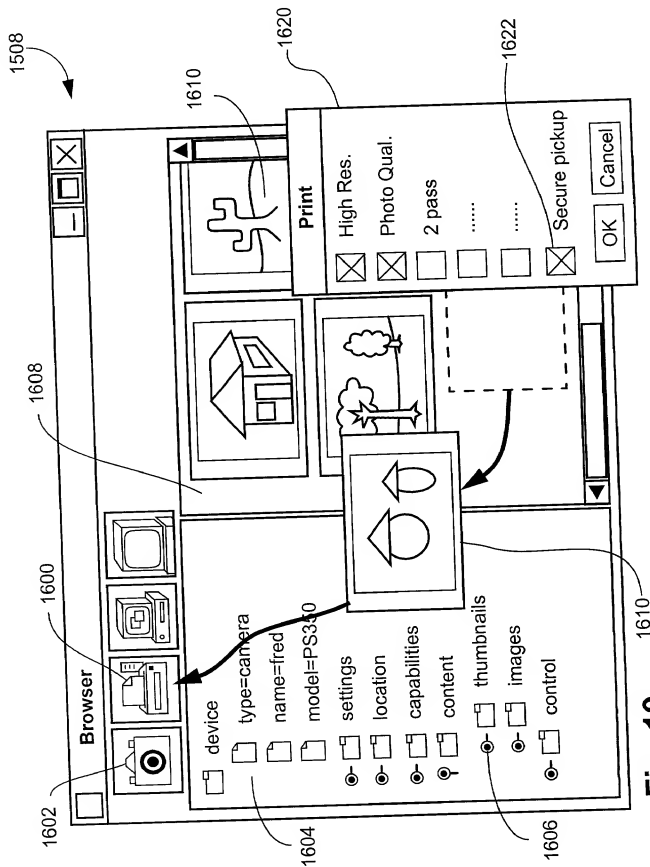 1508
Browser
1602
1600
1608
1610
device
type=camera
name=fred
model=PS350
settings
location
capabilities
content
thumbnails
images
control
1604
1606
1610
Print
High Res.
Photo Qual.
2 pass
......
......
Secure pickup
OK
Cancel
1620
1622